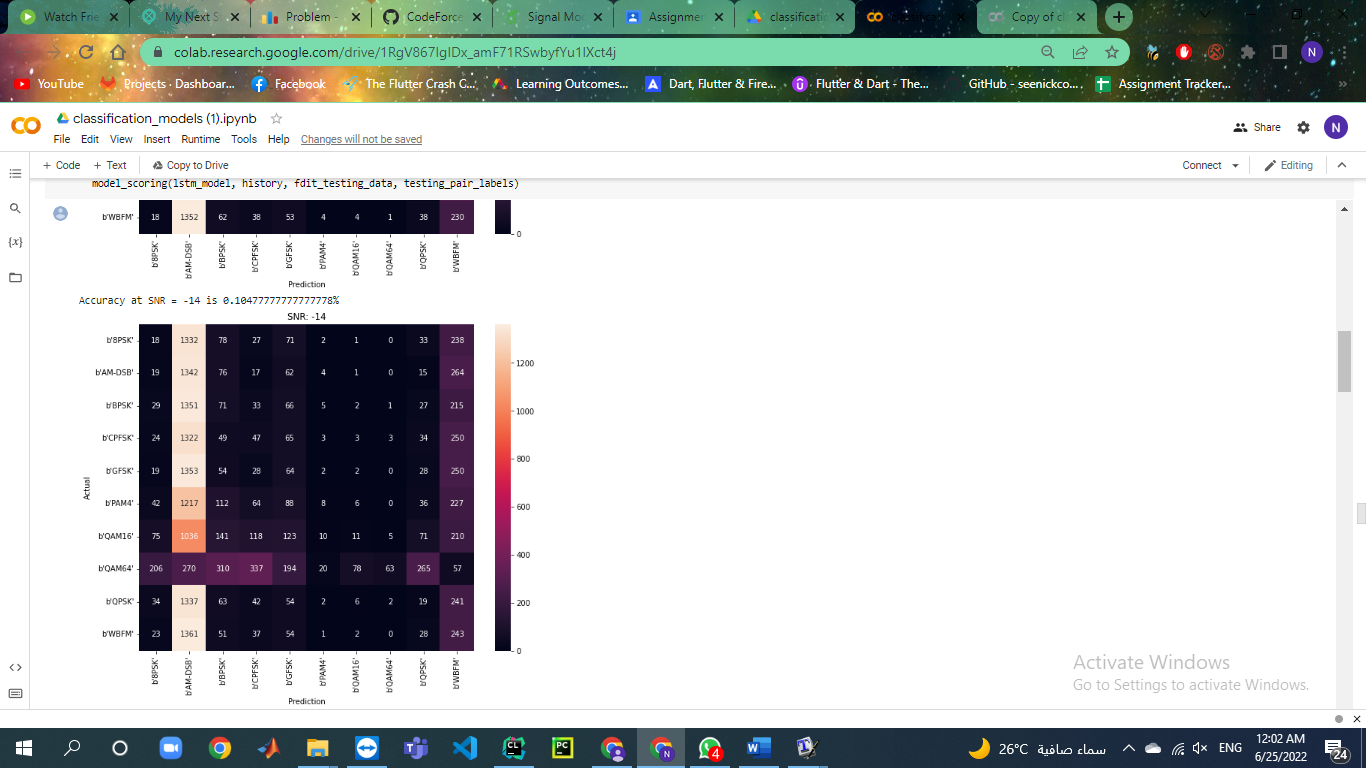 Watch Frie
My Next S
Problem -
CodeForce
Signal Mo
Assignmen
classificatio
Copy of cl
colab.research.google.com/drive/1RgV867IgIDx_amF71RSwbyfYu1IXct4j
N
YouTube
Projects · Dashboar...
Facebook
The Flutter Crash C...
Learning Outcomes...
Dart, Flutter & Fire...
Flutter & Dart - The...
GitHub - seenickco...
Assignment Tracker...
»
classification_models (1).ipynb
File Edit View Insert Runtime Tools Help Changes will not be saved
Share
N
+ Code + Text Copy to Drive
Connect
Editing
model_scoring(lstm_model, history, fdit_testing_data, testing_pair_labels)
{x}
b'WBFM' 18 1352 62 38 53 4 4 1 38 230
0
b'8PSK' b'AM-DSB' b'BPSK' b'CPFSK' b'GFSK' b'PAM4' b'QAM16' b'QAM64' b'QPSK' b'WBFM'
Prediction
Accuracy at SNR = -14 is 0.10477777777777778%
SNR: -14
b'8PSK' 18 1332 78 27 71 2 1 0 33 238
b'AM-DSB' 19 1342 76 17 62 4 1 0 15 264
b'BPSK' 29 1351 71 33 66 5 2 1 27 215
b'CPFSK' 24 1322 49 47 65 3 3 3 34 250
b'GFSK' 19 1353 54 28 64 2 2 0 28 250
b'PAM4' 42 1217 112 64 88 8 6 0 36 227
b'QAM16' 75 1036 141 118 123 10 11 5 71 210
b'QAM64' 206 270 310 337 194 20 78 63 265 57
b'QPSK' 34 1337 63 42 54 2 6 2 19 241
b'WBFM' 23 1361 51 37 54 1 2 0 28 243
Actual
1200
1000
800
600
400
200
0
b'8PSK' b'AM-DSB' b'BPSK' b'CPFSK' b'GFSK' b'PAM4' b'QAM16' b'QAM64' b'QPSK' b'WBFM'
Prediction
Activate Windows
Go to Settings to activate Windows.
CL
PC
N
4
W
26°C سماء صافية
ENG
12:02 AM
6/25/2022
24